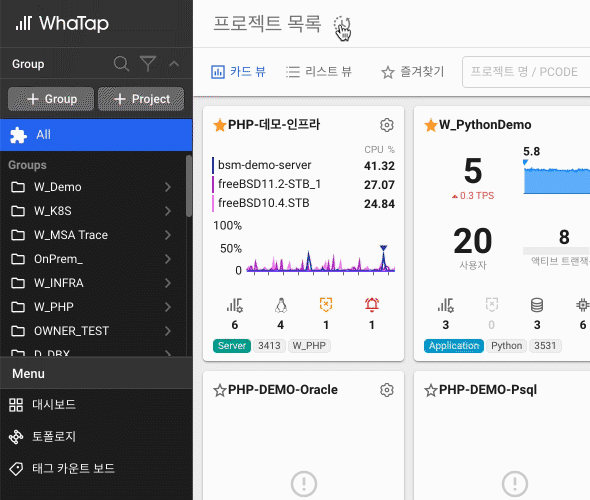 WhaTap
Group
+ Group
+ Project
All
Groups
W_Demo
W_K8S
W_MSA Trace
OnPrem_
W_INFRA
W_PHP
OWNER_TEST
D_DBX
Menu
대시보드
토폴로지
태그 카운트 보드
프로젝트 목록
카드 뷰
리스트 뷰
즐겨찾기
프로젝트 명 / PCODE
PHP-데모-인프라
CPU %
bsm-demo-server 41.32
freeBSD11.2-STB_1 27.07
freeBSD10.4.STB 24.84
100%
50%
0
6 4 1 1
Server 3413 W_PHP
W_PythonDemo
5
0.3 TPS
5.8
20
사용자
8
액티브 트랜잭
3 0 3 6
Application Python 3531
PHP-DEMO-Oracle
PHP-DEMO-Psql